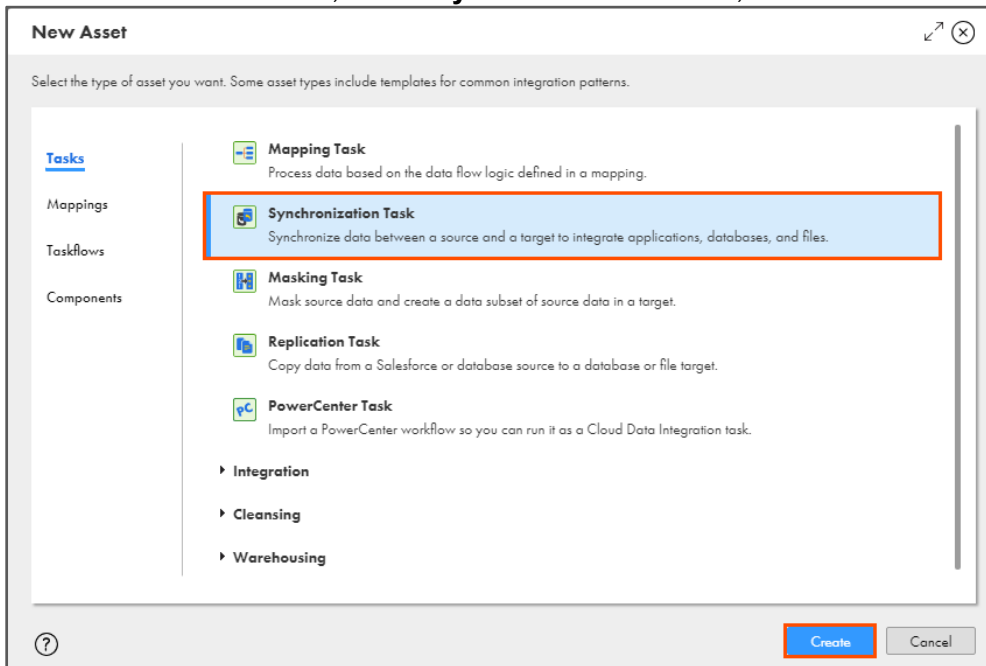 New Asset
Select the type of asset you want. Some asset types include templates for common integration patterns.
Tasks
Mappings
Taskflows
Components
Mapping Task
Process data based on the data flow logic defined in a mapping.
Synchronization Task
Synchronize data between a source and a target to integrate applications, databases, and files.
Masking Task
Mask source data and create a data subset of source data in a target.
Replication Task
Copy data from a Salesforce or database source to a database or file target.
PC
PowerCenter Task
Import a PowerCenter workflow so you can run it as a Cloud Data Integration task.
Integration
Cleansing
Warehousing
?
Create
Cancel